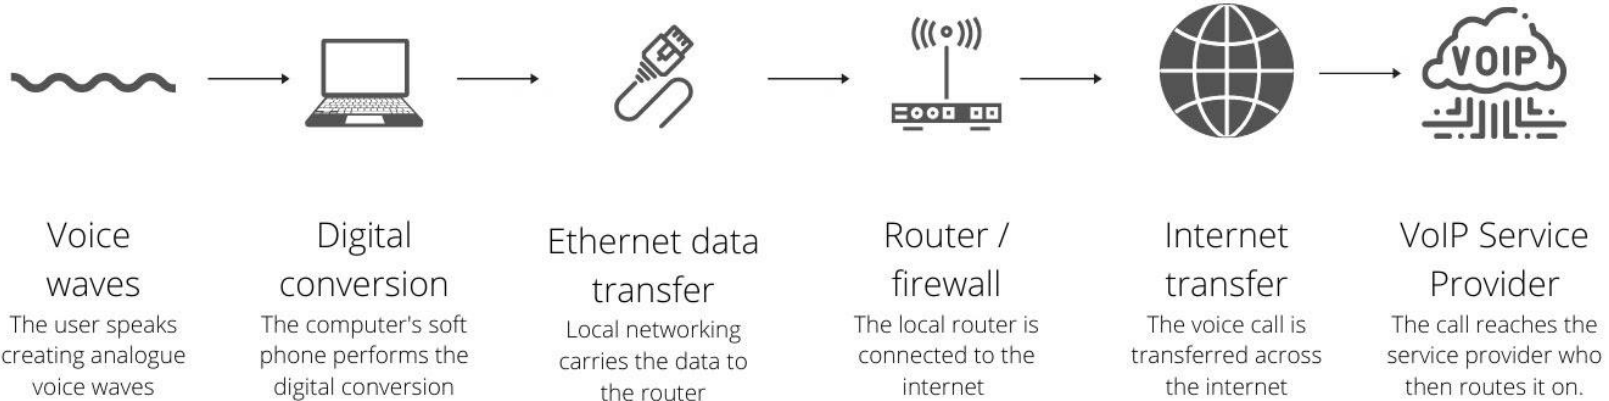 VOIP
Voice
waves
The user speaks
creating analogue
voice waves
Digital
conversion
The computer's soft
phone performs the
digital conversion
Ethernet data
transfer
Local networking
carries the data to
the router
Router /
firewall
The local router is
connected to the
internet
Internet
transfer
The voice call is
transferred across
the internet
VoIP Service
Provider
The call reaches the
service provider who
then routes it on.